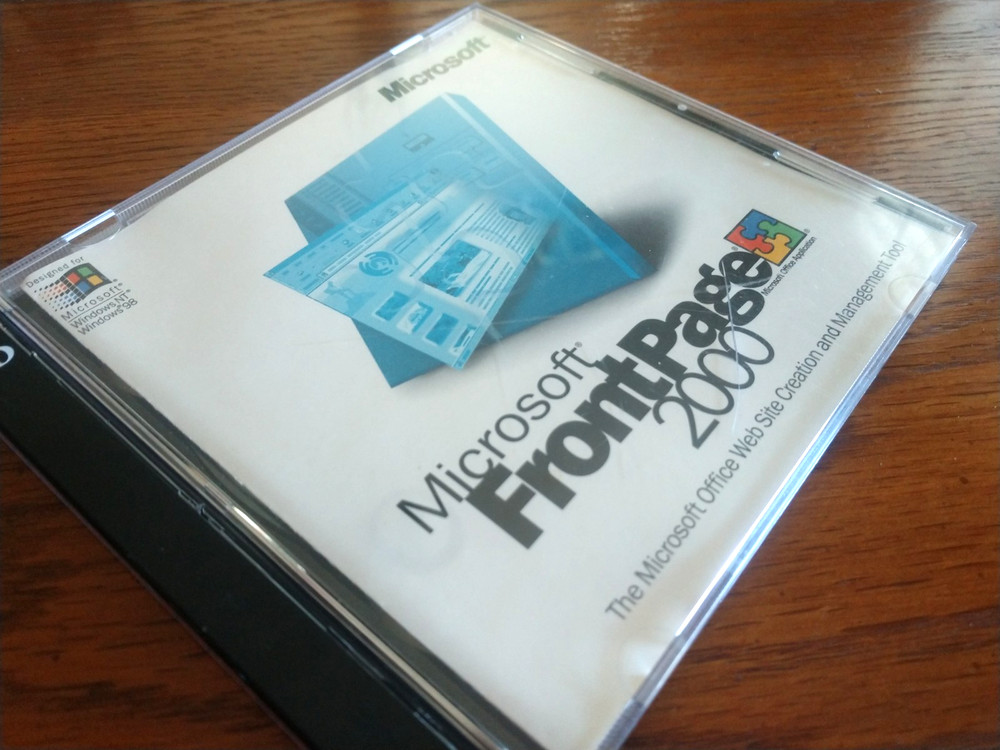 Microsoft
Designed for
Microsoft®
Windows NT®
Windows®98
Microsoft®
FrontPage®
2000
Microsoft Office Application
The Microsoft Office Web Site Creation and Management Tool